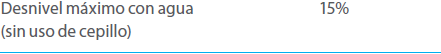 Desnivel máximo con agua 15%
(sin uso de cepillo)